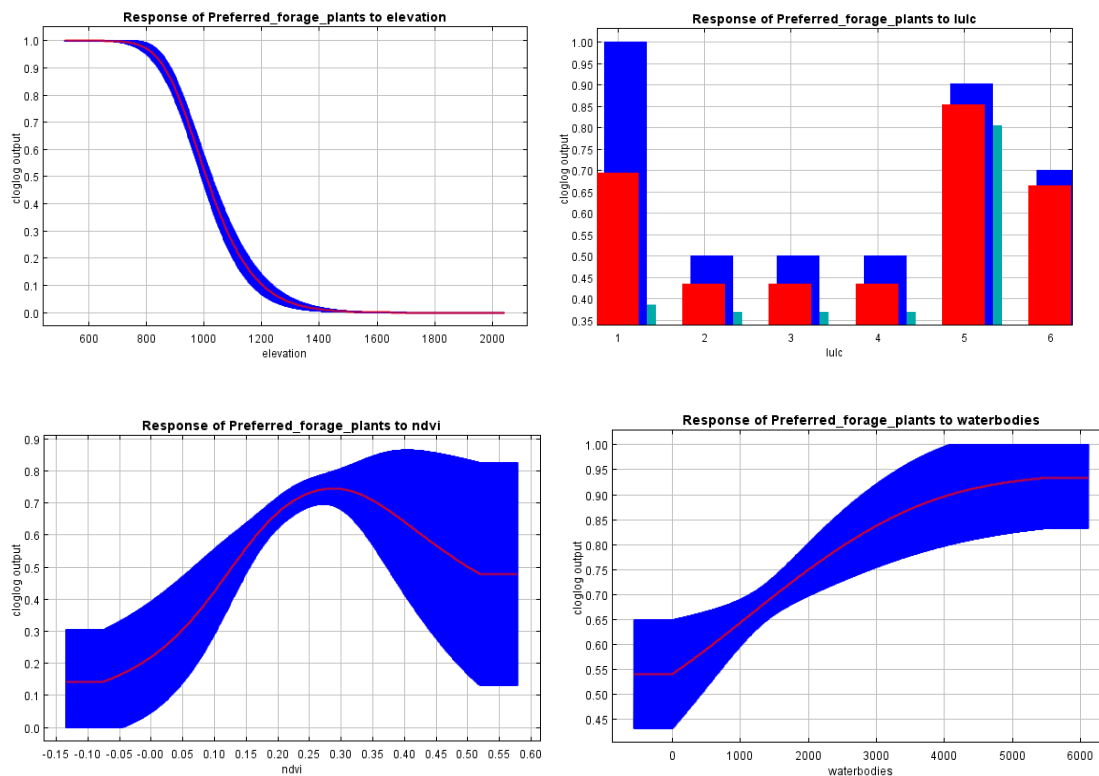 Response of Preferred_forage_plants to elevation
1.0
0.9
0.8
0.7
0.6
0.5
0.4
0.3
0.2
0.1
0.0
cloglog output
600 800 1000 1200 1400 1600 1800 2000
elevation
Response of Preferred_forage_plants to lulc
1.00
0.95
0.90
0.85
0.80
0.75
0.70
0.65
0.60
0.55
0.50
0.45
0.40
0.35
cloglog output
1 2 3 4 5 6
lulc
Response of Preferred_forage_plants to ndvi
0.9
0.8
0.7
0.6
0.5
0.4
0.3
0.2
0.1
0.0
cloglog output
-0.15 -0.10 -0.05 -0.00 0.05 0.10 0.15 0.20 0.25 0.30 0.35 0.40 0.45 0.50 0.55 0.60
ndvi
Response of Preferred_forage_plants to waterbodies
1.00
0.95
0.90
0.85
0.80
0.75
0.70
0.65
0.60
0.55
0.50
0.45
cloglog output
0 1000 2000 3000 4000 5000 6000
waterbodies